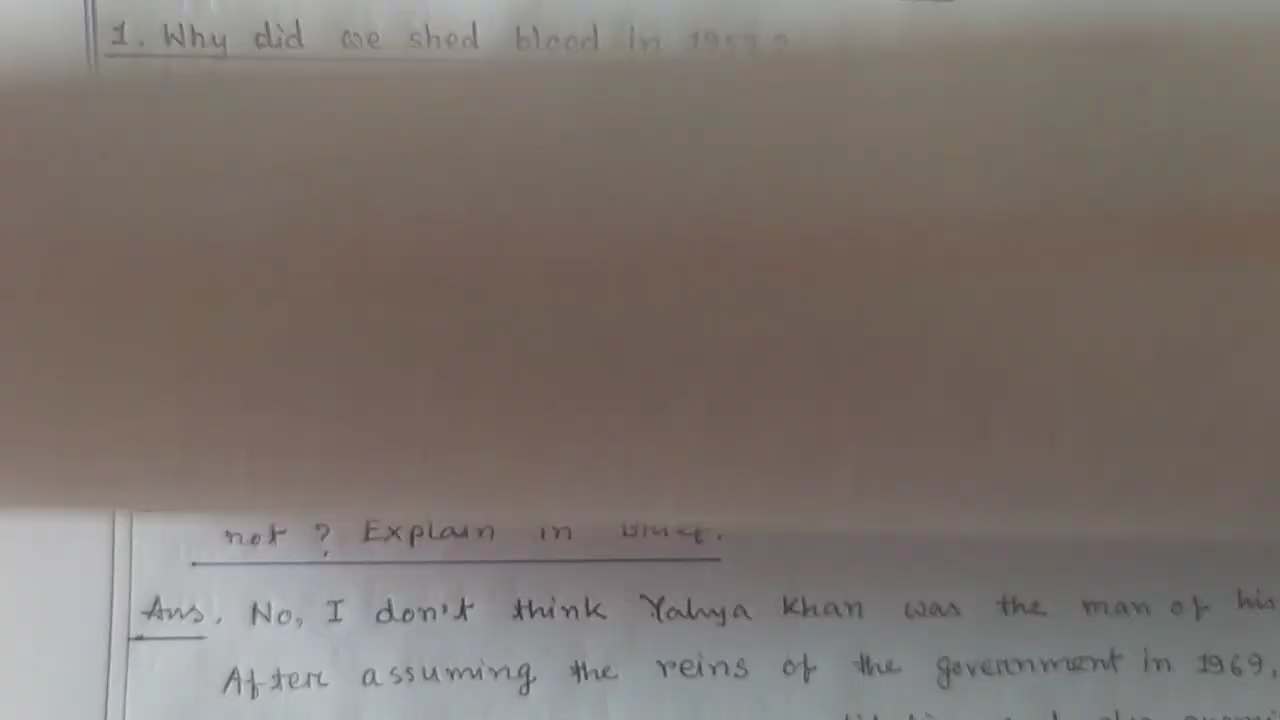 1. Why did we shed blood in
not ? Explain in
Ans. No, I don't think Yahya Khan was the man of his
After assuming the reins of the government in 1969,